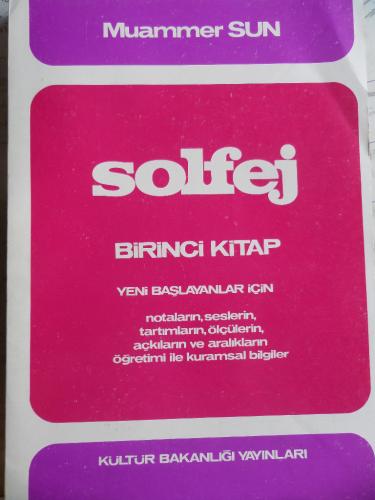 Muammer SUN
solfej
BİRİNCİ KİTAP
YENİ BAŞLAYANLAR İÇİN
notaların, seslerin,
tartımların, ölçülerin,
açkıların ve aralıkların
öğretimi ile kuramsal bilgiler
KÜLTÜR BAKANLIĞI YAYINLARI